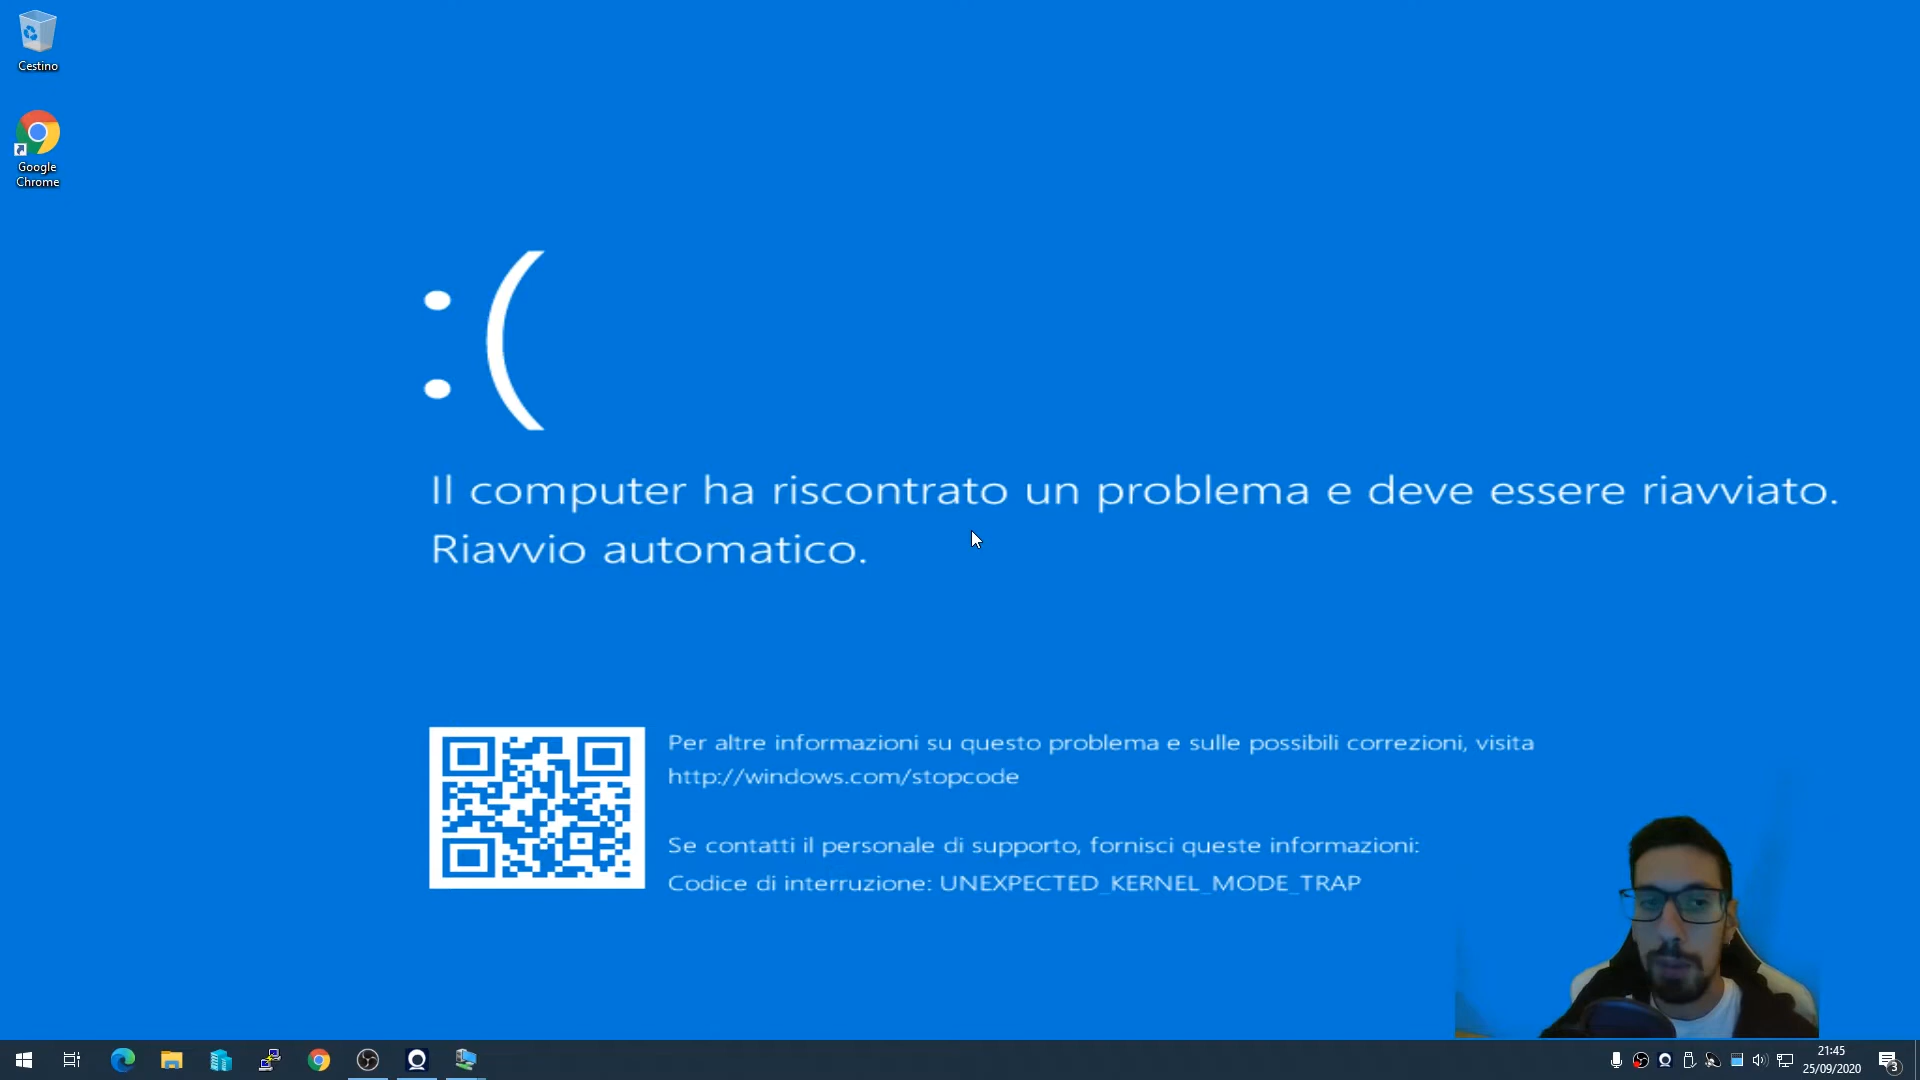 Cestino
Google
Chrome
:(
Il computer ha riscontrato un problema e deve essere riavviato.
Riavvio automatico.
Per altre informazioni su questo problema e sulle possibili correzioni, visita
http://windows.com/stopcode
Se contatti il personale di supporto, fornisci queste informazioni:
Codice di interruzione: UNEXPECTED_KERNEL_MODE_TRAP
21:45
25/09/2020
3